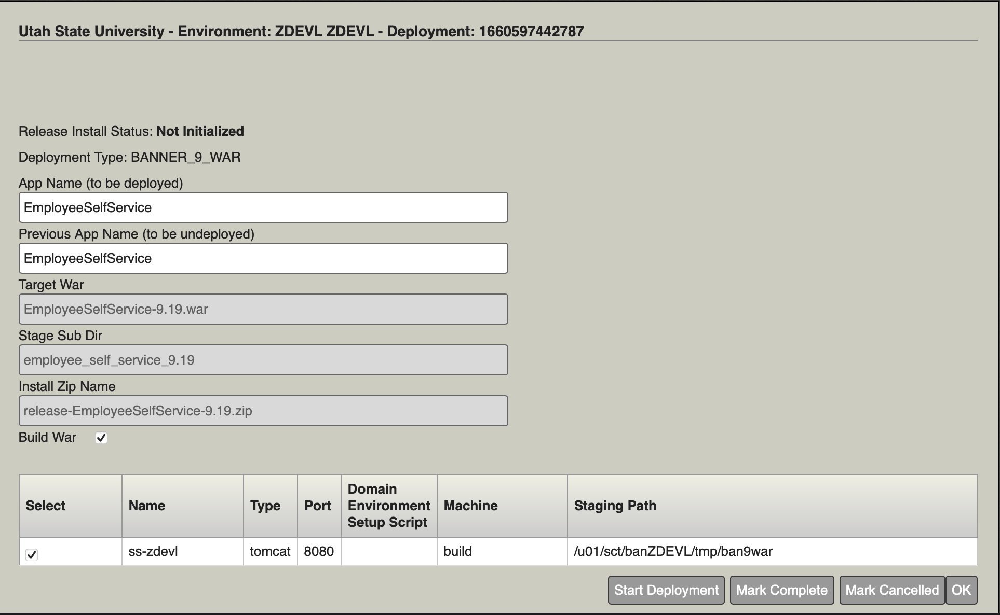 Utah State University - Environment: ZDEVL ZDEVL - Deployment: 1660597442787
Release Install Status: Not Initialized
Deployment Type: BANNER_9_WAR
App Name (to be deployed)
EmployeeSelfService
Previous App Name (to be undeployed)
EmployeeSelfService
Target War
EmployeeSelfService-9.19.war
Stage Sub Dir
employee_self_service_9.19
Install Zip Name
release-EmployeeSelfService-9.19.zip
Build War
Select Name Type Port Domain Environment Setup Script Machine Staging Path
ss-zdevl tomcat 8080 build /u01/sct/banZDEVL/tmp/ban9war
Start Deployment Mark Complete Mark Cancelled OK